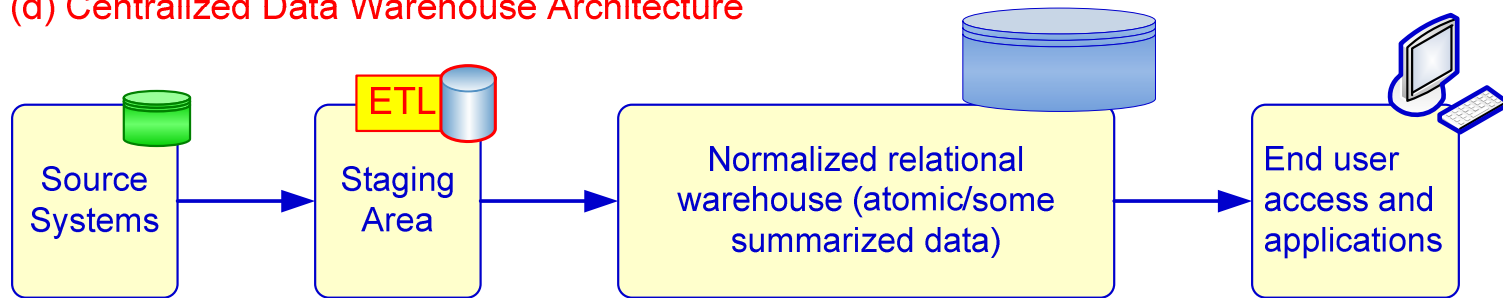 (d) Centralized Data Warehouse Architecture
ETL
Source
Systems
Staging
Area
Normalized relational
warehouse (atomic/some
summarized data)
End user
access and
applications